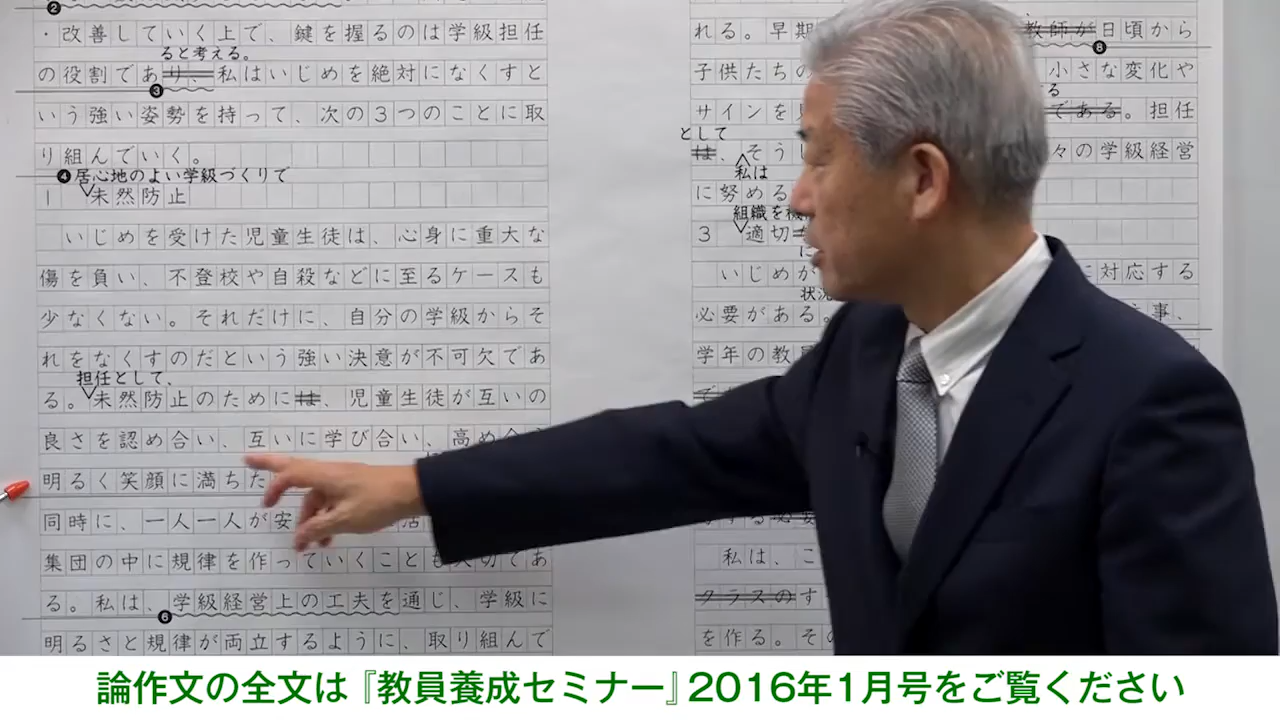 ❷
・改善していく上で、鍵を握るのは学級担任
ると考える。
の役割であり、私はいじめを絶対になくすと
❸
いう強い姿勢を持って、次の3つのことに取
り組んでいく。
❹居心地のよい学級づくりで
1 未然防止
いじめを受けた児童生徒は、心身に重大な
傷を負い、不登校や自殺などに至るケースも
少なくない。それだけに、自分の学級からそ
れをなくすのだという強い決意が不可欠であ
担任として、
る。未然防止のためには、児童生徒が互いの
良さを認め合い、互いに学び合い、高め合う
明るく笑顔に満ちた
同時に、一人一人が安
集団の中に規律を作っていくことも大切であ
る。私は、学級経営上の工夫を通じ、学級に
❻
明るさと規律が両立するように、取り組んで
れる。早期 教師が日頃から
❽
子供たちの 小さな変化や
る
サインを である。担任
として
は、そう 々の学級経営
私は
に努める
組織を機
3 適切
に
いじめが に対応する
状況
必要がある。 事、
学年の教員
する必要
私は、こ
クラスのす
を作る。その
論作文の全文は『教員養成セミナー』2016年1月号をご覧ください